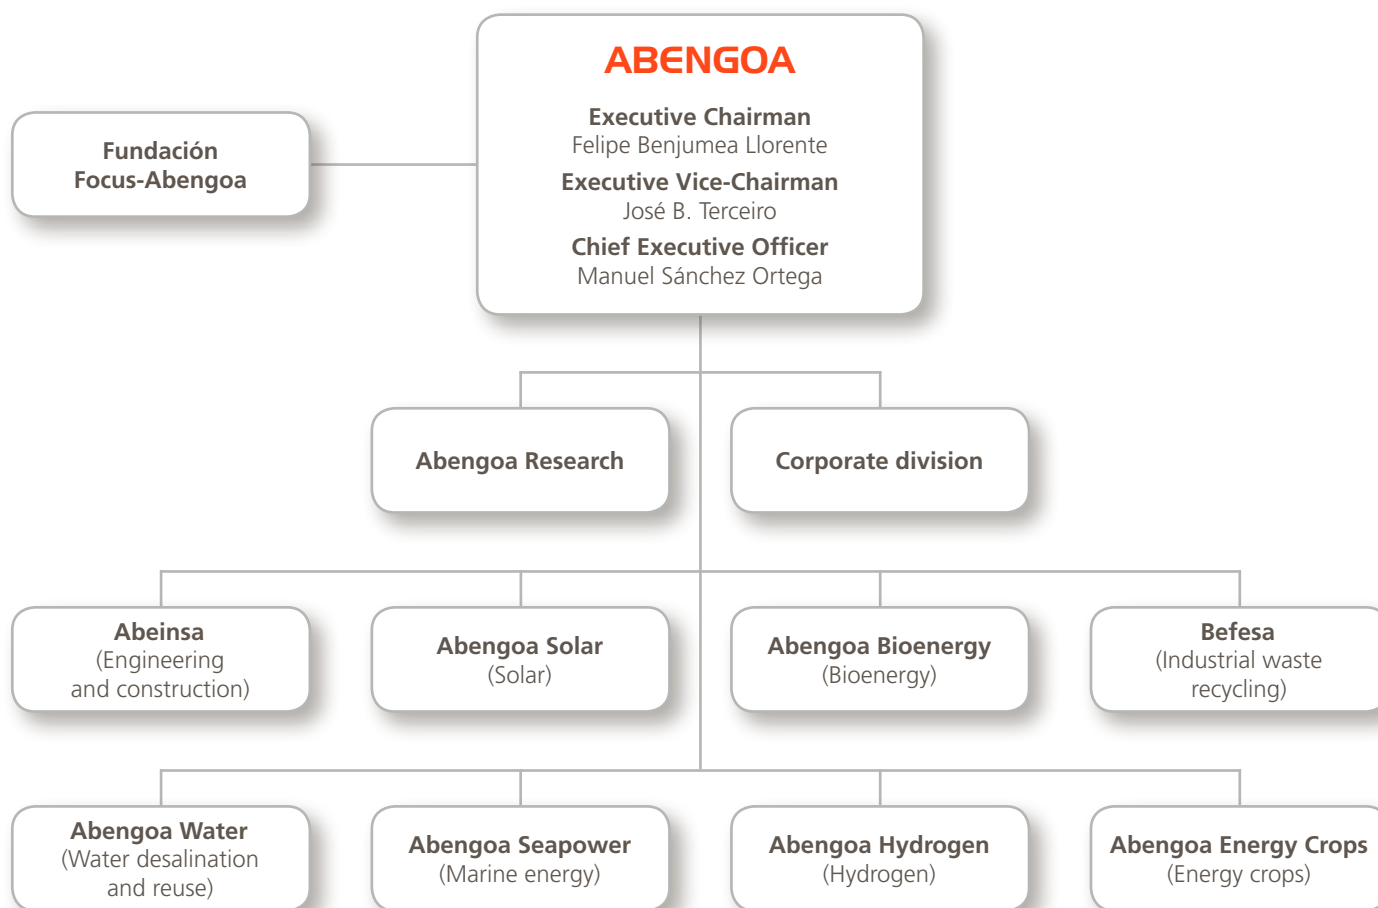 ABENGOA
Executive Chairman
Felipe Benjumea Llorente
Executive Vice-Chairman
José B. Terceiro
Chief Executive Officer
Manuel Sánchez Ortega
Fundación
Focus-Abengoa
Abengoa Research
Corporate division
Abeinsa
(Engineering
and construction)
Abengoa Solar
(Solar)
Abengoa Bioenergy
(Bioenergy)
Befesa
(Industrial waste
recycling)
Abengoa Water
(Water desalination
and reuse)
Abengoa Seapower
(Marine energy)
Abengoa Hydrogen
(Hydrogen)
Abengoa Energy Crops
(Energy crops)